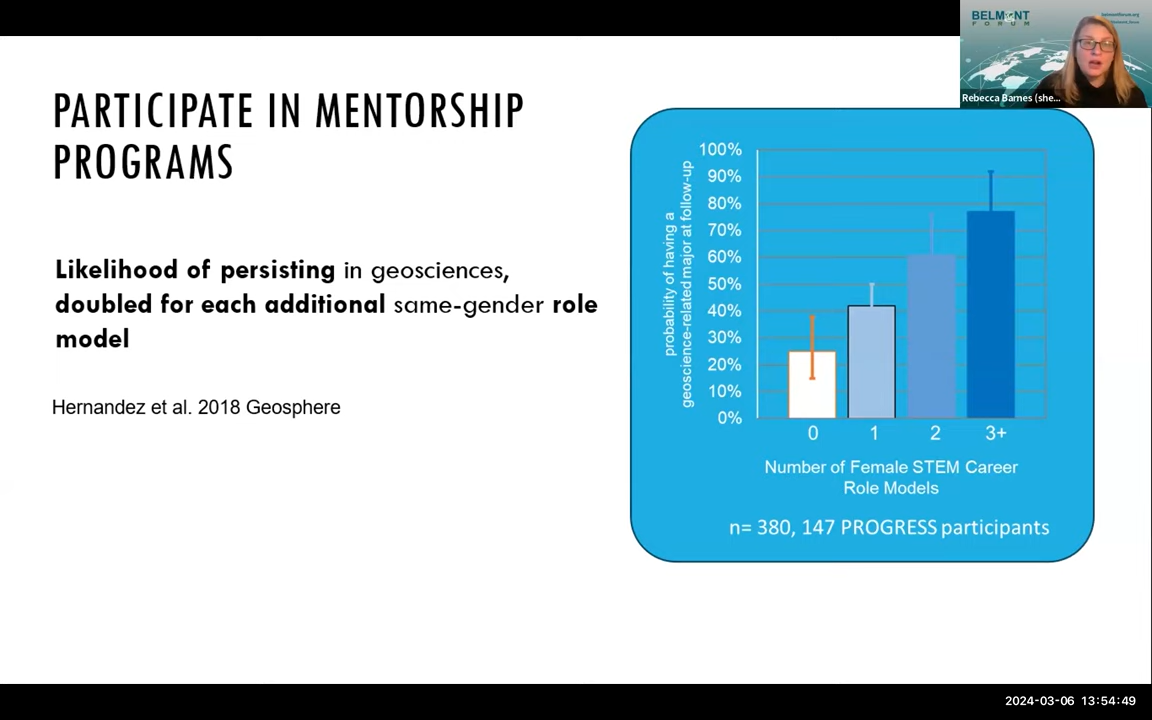 BELMONT
FORUM
Rebecca Barnes (she...
PARTICIPATE IN MENTORSHIP
PROGRAMS
Likelihood of persisting in geosciences,
doubled for each additional same-gender role
model
Hernandez et al. 2018 Geosphere
probability of having a
geoscience-related major at follow-up
100%
90%
80%
70%
60%
50%
40%
30%
20%
10%
0%
0 1 2 3+
Number of Female STEM Career
Role Models
n= 380, 147 PROGRESS participants
2024-03-06 13:54:49